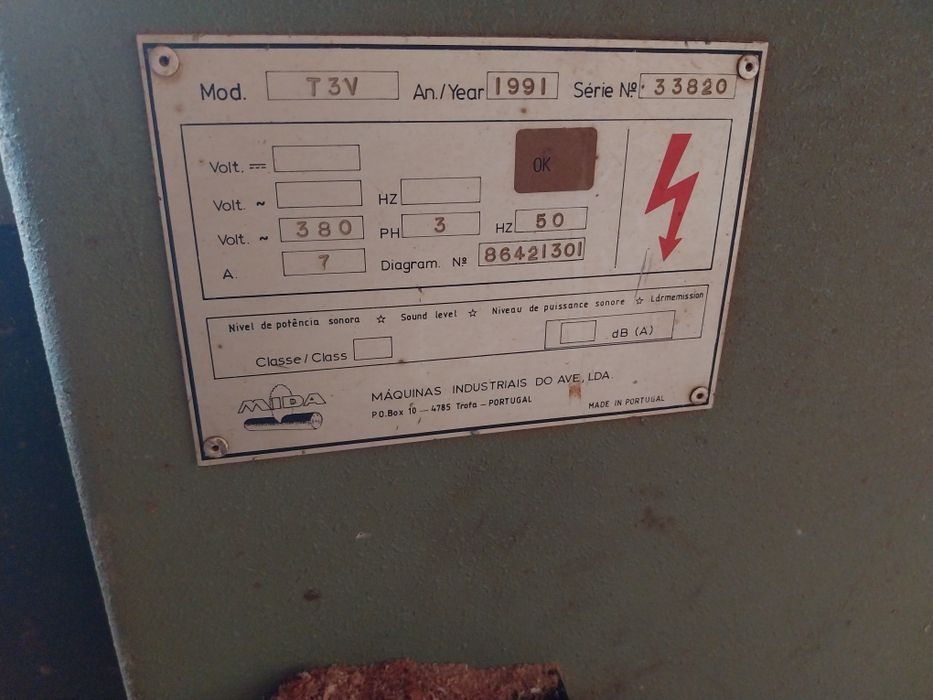 Mod. T3V An./Year 1991 Série Nº 33820
Volt. ⎓
OK
Volt. ~ HZ
Volt. ~ 380 PH 3 HZ 50
A. 7 Diagram. Nº 86421301
Nivel de potência sonora ☆ Sound level ☆ Niveau de puissance sonore ☆ Ldrmemission
Classe/Class dB (A)
MIDA
MÁQUINAS INDUSTRIAIS DO AVE, LDA.
P.O.Box 10 — 4785 Trofa — PORTUGAL MADE IN PORTUGAL